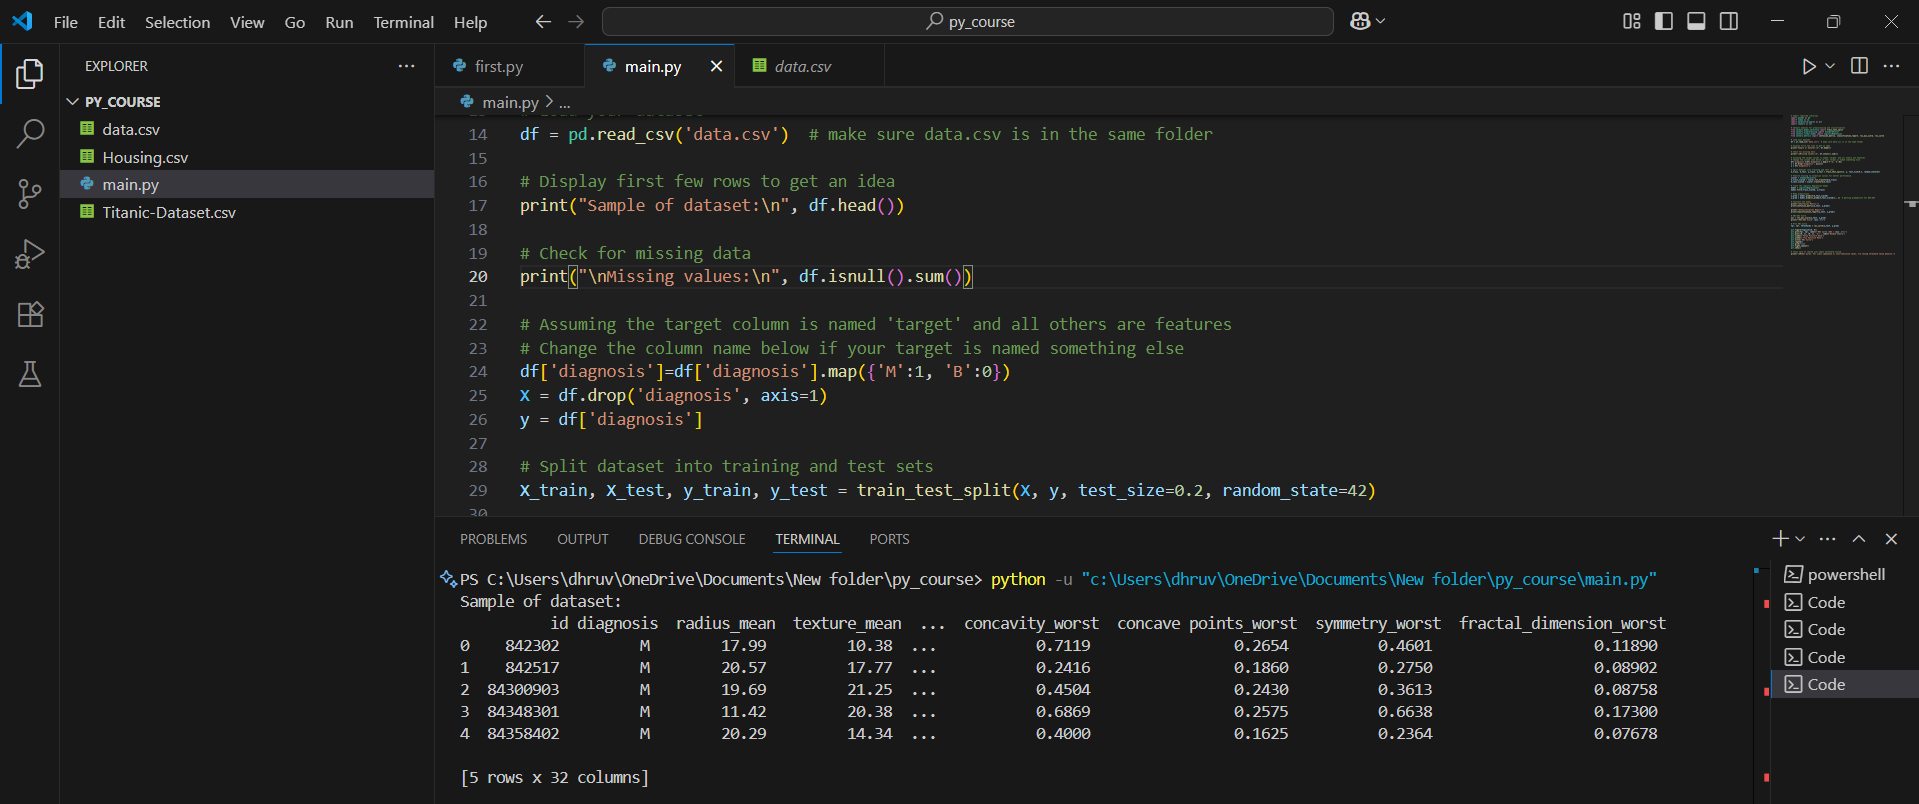 File Edit Selection View Go Run Terminal Help
py_course
EXPLORER
PY_COURSE
data.csv
Housing.csv
main.py
Titanic-Dataset.csv
first.py
main.py
data.csv
main.py > ...
14 df = pd.read_csv('data.csv')  # make sure data.csv is in the same folder
15
16 # Display first few rows to get an idea
17 print("Sample of dataset:\n", df.head())
18
19 # Check for missing data
20 print("\nMissing values:\n", df.isnull().sum())
21
22 # Assuming the target column is named 'target' and all others are features
23 # Change the column name below if your target is named something else
24 df['diagnosis']=df['diagnosis'].map({'M':1, 'B':0})
25 X = df.drop('diagnosis', axis=1)
26 y = df['diagnosis']
27
28 # Split dataset into training and test sets
29 X_train, X_test, y_train, y_test = train_test_split(X, y, test_size=0.2, random_state=42)
30
PROBLEMS OUTPUT DEBUG CONSOLE TERMINAL PORTS
PS C:\Users\dhruv\OneDrive\Documents\New folder\py_course> python -u "c:\Users\dhruv\OneDrive\Documents\New folder\py_course\main.py"
Sample of dataset:
id diagnosis radius_mean texture_mean ... concavity_worst concave points_worst symmetry_worst fractal_dimension_worst
0 842302 M 17.99 10.38 ... 0.7119 0.2654 0.4601 0.11890
1 842517 M 20.57 17.77 ... 0.2416 0.1860 0.2750 0.08902
2 84300903 M 19.69 21.25 ... 0.4504 0.2430 0.3613 0.08758
3 84348301 M 11.42 20.38 ... 0.6869 0.2575 0.6638 0.17300
4 84358402 M 20.29 14.34 ... 0.4000 0.1625 0.2364 0.07678
[5 rows x 32 columns]
powershell
Code
Code
Code
Code